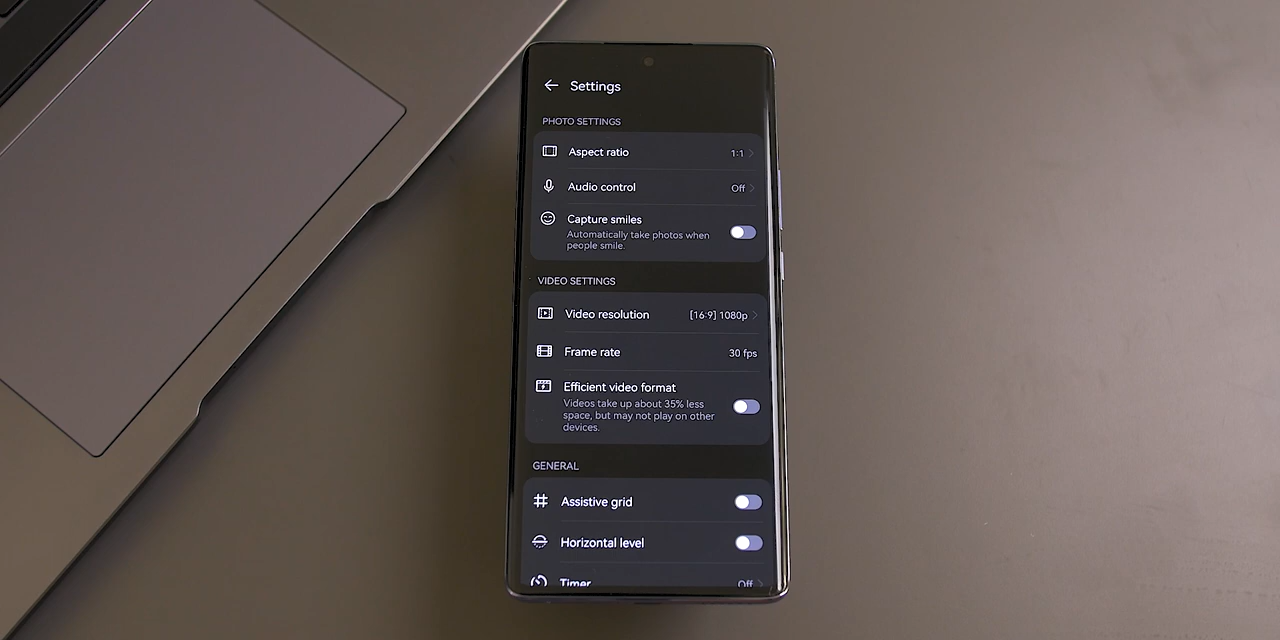 Settings
PHOTO SETTINGS
Aspect ratio 1:1
Audio control Off
Capture smiles
Automatically take photos when
people smile.
VIDEO SETTINGS
Video resolution [16:9] 1080p
Frame rate 30 fps
Efficient video format
Videos take up about 35% less
space, but may not play on other
devices.
GENERAL
Assistive grid
Horizontal level
Timer Off